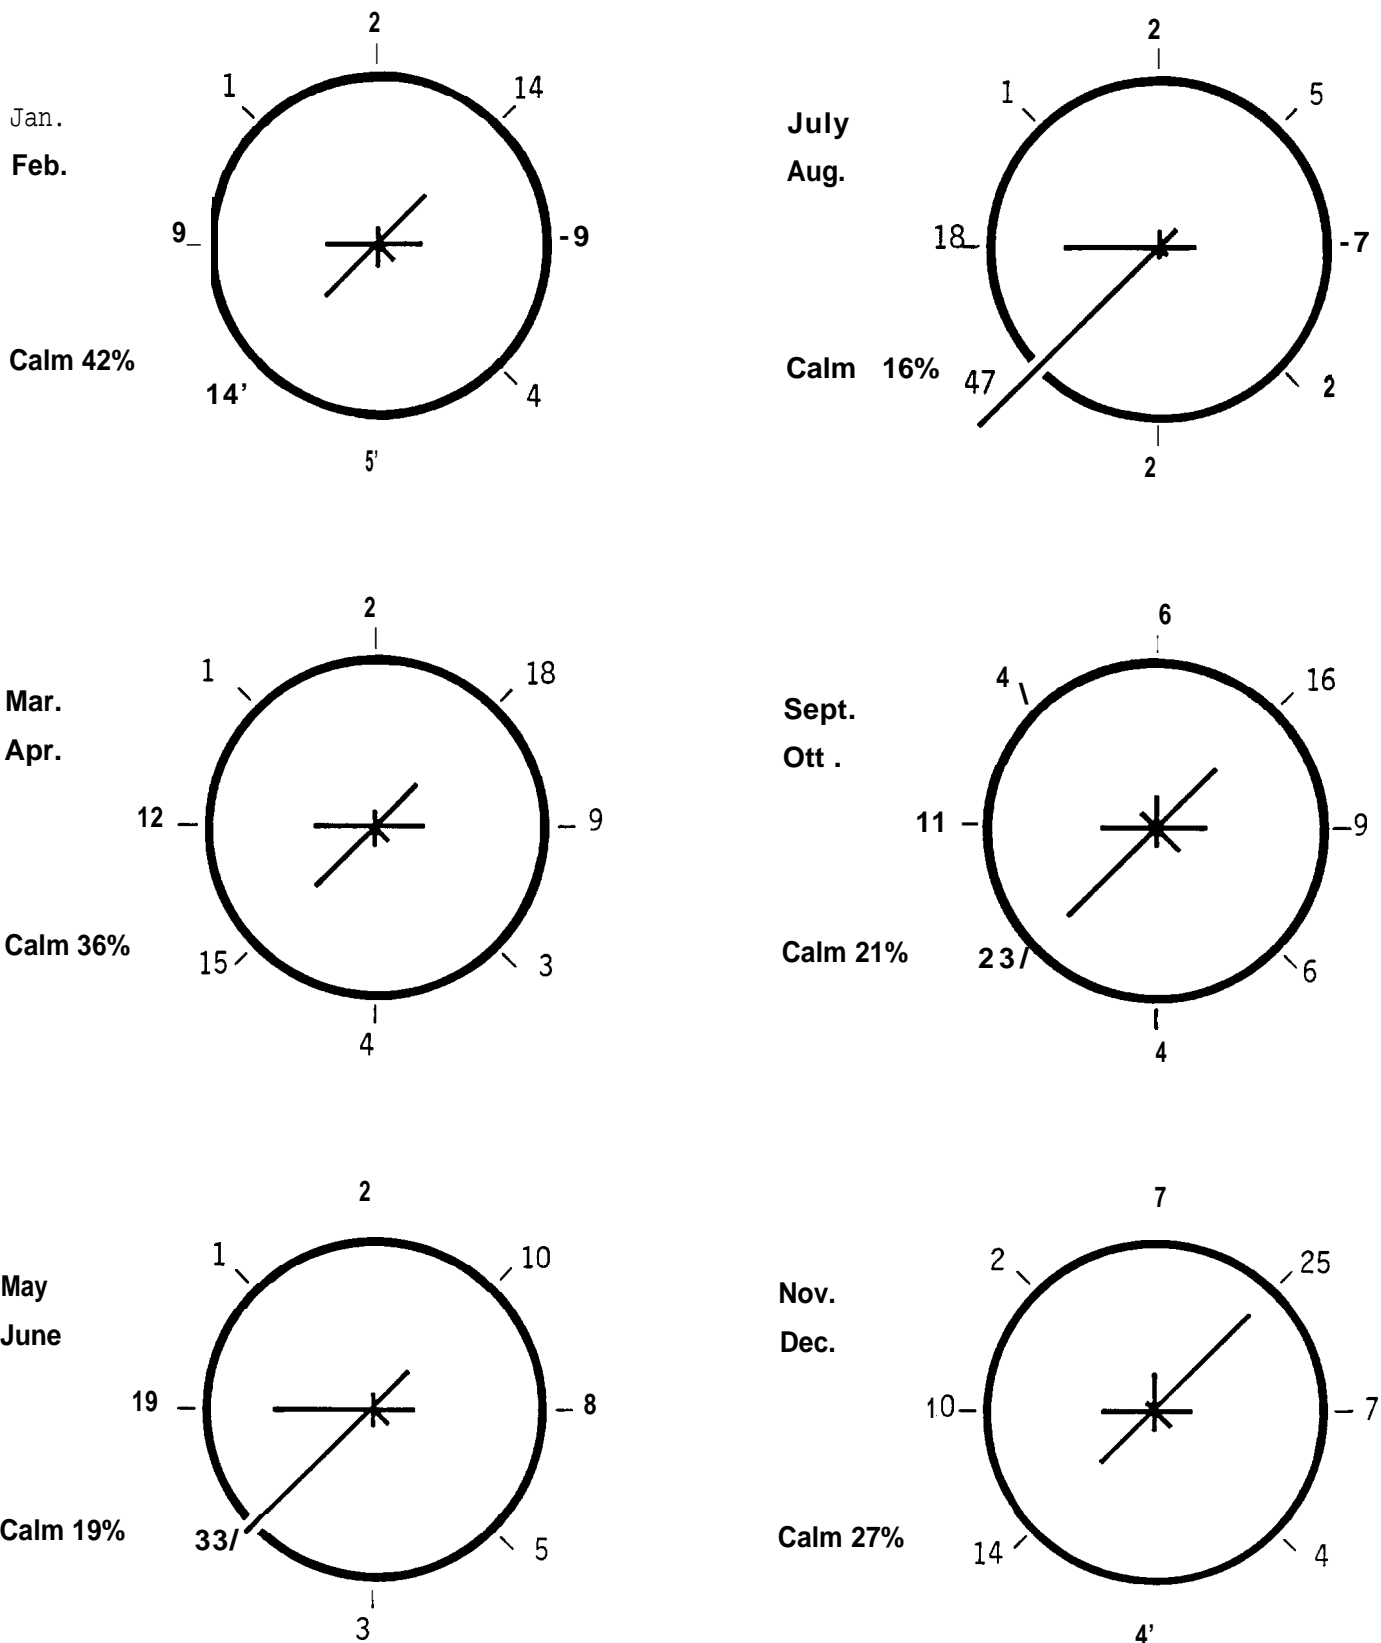 2
1
14
Jan.
Feb.
9_
-9
Calm 42%
14’
4
5’
2
1
5
July
Aug.
18
-7
Calm 16%
47
2
2
2
1
18
Mar.
Apr.
12 –
– 9
Calm 36%
15
3
4
6
4
16
Sept.
Ott .
11 –
–9
Calm 21%
23/
6
4
2
1
10
May
June
19 –
– 8
Calm 19%
33/
5
3
7
2
25
Nov.
Dec.
10–
– 7
Calm 27%
14
4
4’